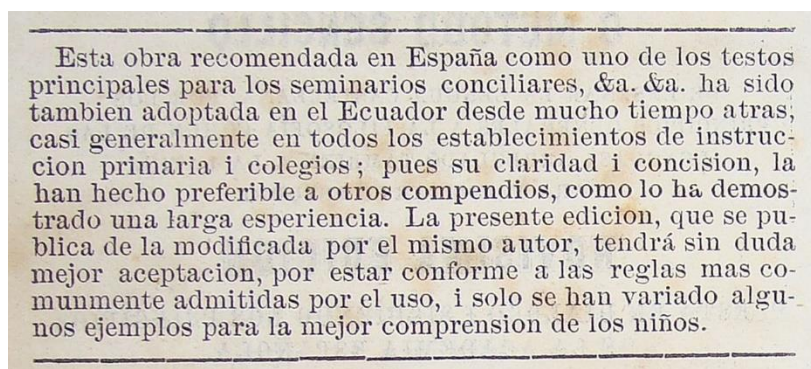 Esta obra recomendada en España como uno de los testos
principales para los seminarios conciliares, &a. &a. ha sido
tambien adoptada en el Ecuador desde mucho tiempo atras;
casi generalmente en todos los establecimientos de instruc-
cion primaria i colegios; pues su claridad i concision, la
han hecho preferible a otros compendios, como lo ha demos-
trado una larga esperiencia. La presente edicion, que se pu-
blica de la modificada por el mismo autor, tendrá sin duda
mejor aceptacion, por estar conforme a las reglas mas co-
munmente admitidas por el uso, i solo se han variado algu-
nos ejemplos para la mejor comprension de los niños.